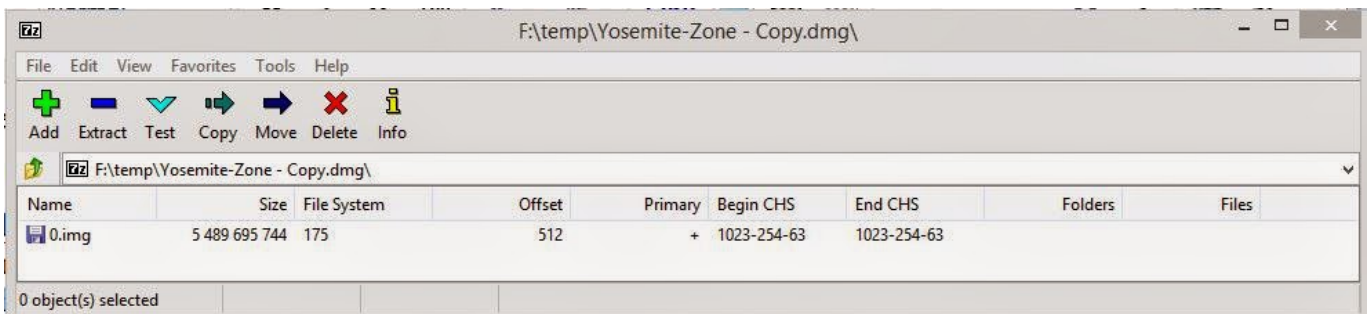 7z F:\temp\Yosemite-Zone - Copy.dmg\
File Edit View Favorites Tools Help
Add Extract Test Copy Move Delete Info
7z F:\temp\Yosemite-Zone - Copy.dmg\
Name Size File System Offset Primary Begin CHS End CHS Folders Files
0.img 5 489 695 744 175 512 + 1023-254-63 1023-254-63
0 object(s) selected